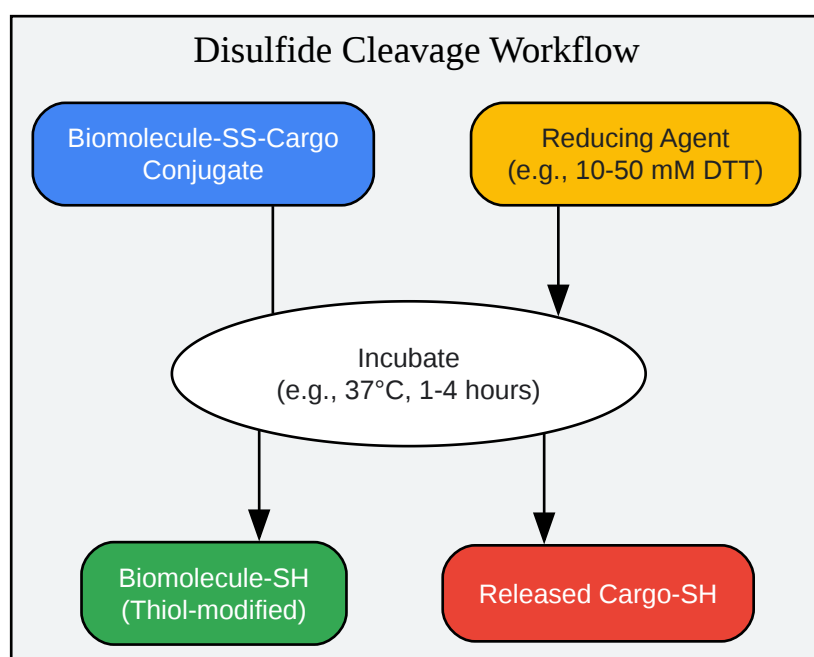 Disulfide Cleavage Workflow
Biomolecule-SS-Cargo
Conjugate
Reducing Agent
(e.g., 10-50 mM DTT)
Incubate
(e.g., 37°C, 1-4 hours)
Biomolecule-SH
(Thiol-modified)
Released Cargo-SH